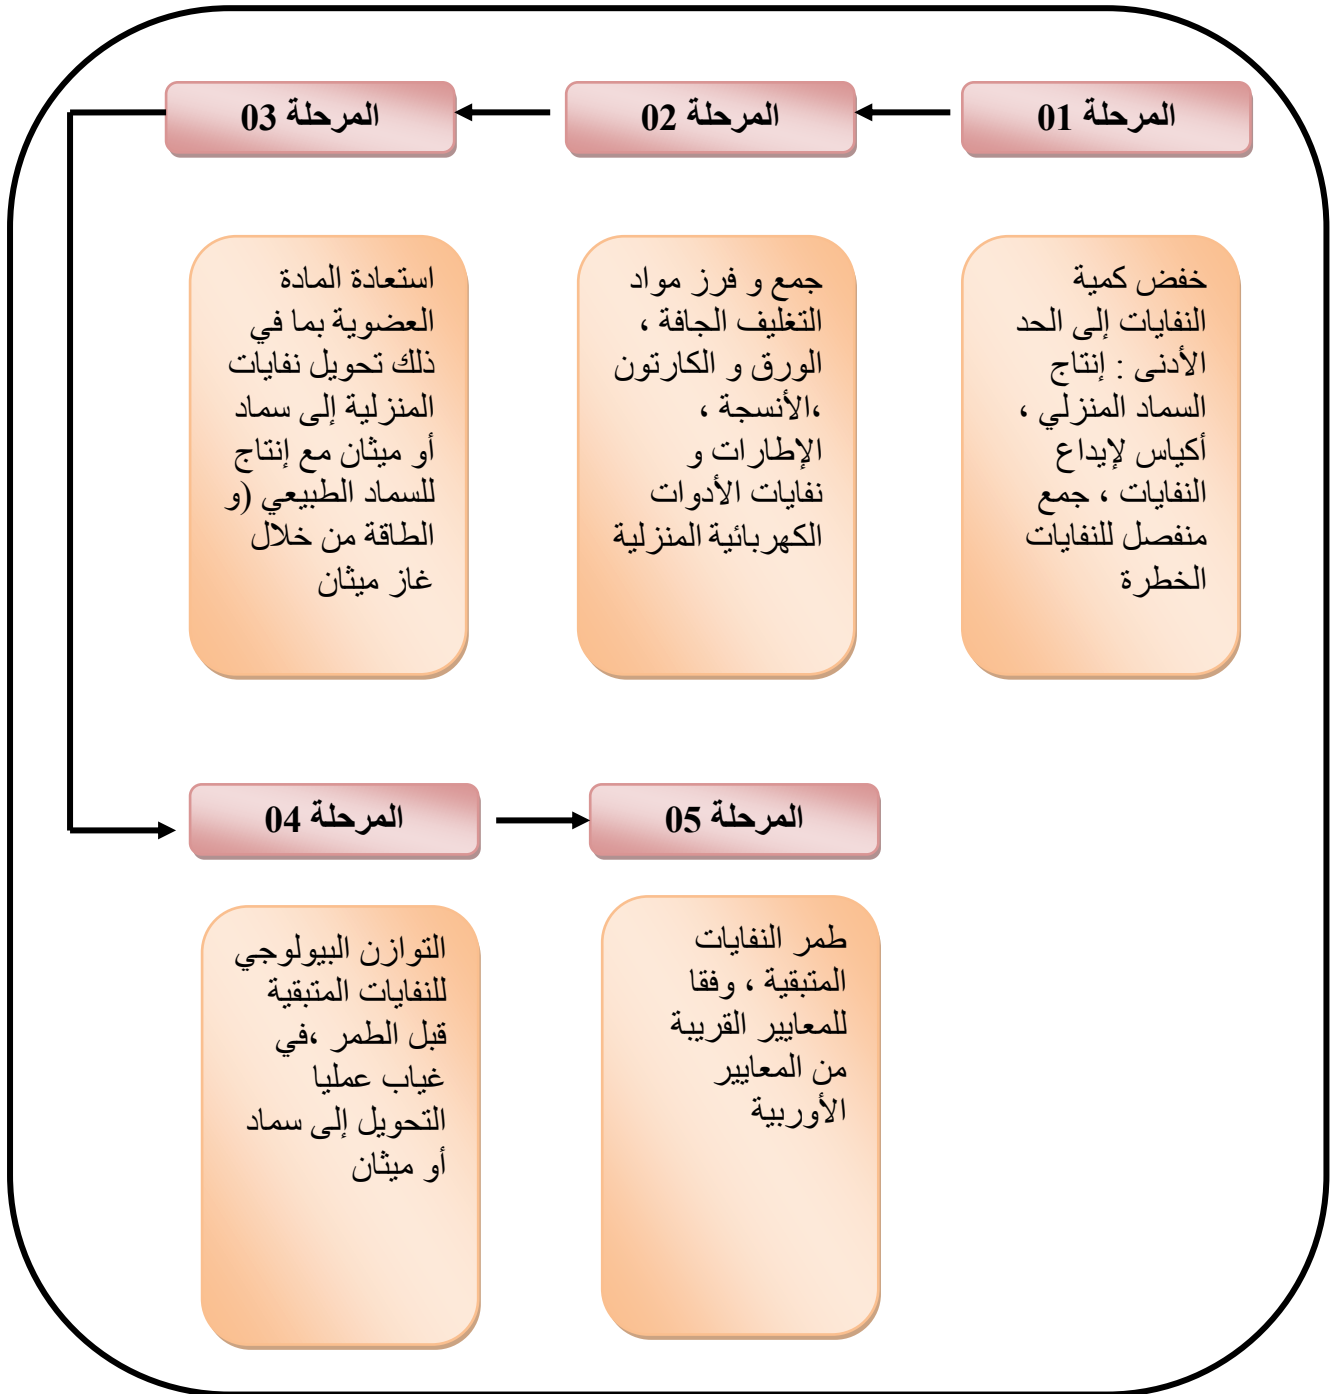 المرحلة 01
المرحلة 02
المرحلة 03
خفض كمية
النفايات إلى الحد
الأدنى : إنتاج
السماد المنزلي ،
أكياس لإيداع
النفايات ، جمع
منفصل للنفايات
الخطرة
جمع و فرز مواد
التغليف الجافة ،
الورق و الكارتون
،الأنسجة ،
الإطارات و
نفايات الأدوات
الكهربائية المنزلية
استعادة المادة
العضوية بما في
ذلك تحويل نفايات
المنزلية إلى سماد
أو ميثان مع إنتاج
للسماد الطبيعي (و
الطاقة من خلال
غاز ميثان
المرحلة 04
المرحلة 05
التوازن البيولوجي
للنفايات المتبقية
قبل الطمر ،في
غياب عمليا
التحويل إلى سماد
أو ميثان
طمر النفايات
المتبقية ، وفقا
للمعايير القريبة
من المعايير
الأوربية